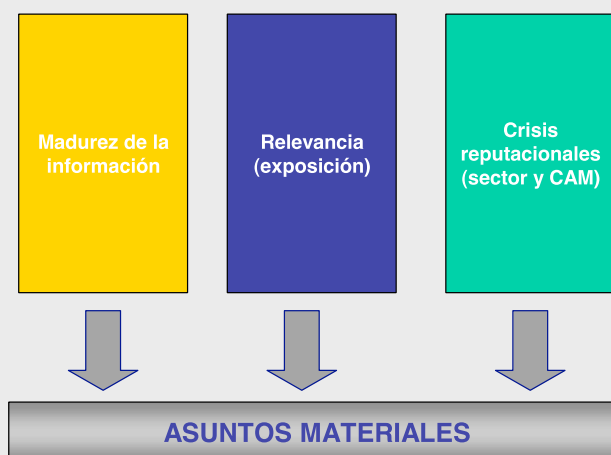 Madurez de la
información
Relevancia
(exposición)
Crisis
reputacionales
(sector y CAM)
ASUNTOS MATERIALES